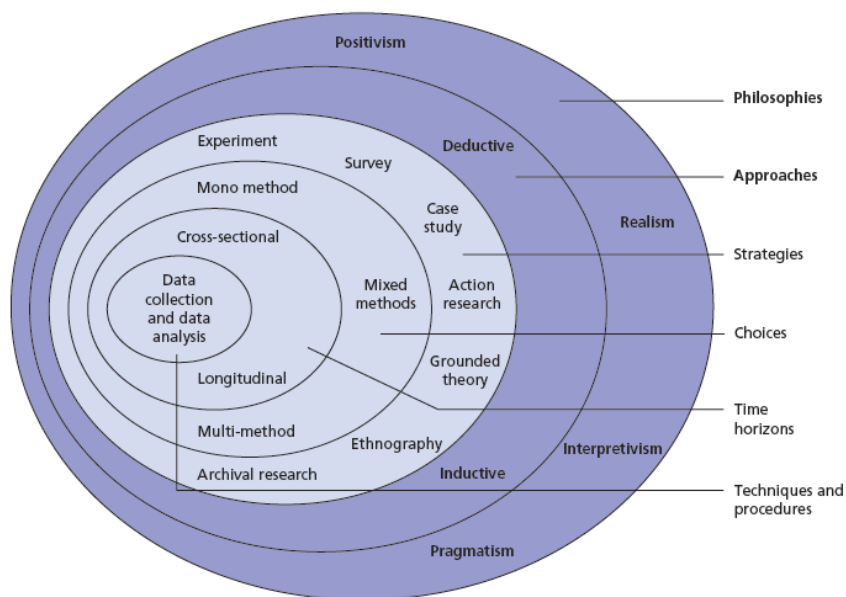 Positivism
Philosophies
Experiment
Survey
Deductive
Approaches
Mono method
Case
study
Realism
Cross-sectional
Strategies
Data
collection
and data
analysis
Mixed
methods
Action
research
Choices
Longitudinal
Grounded
theory
Time
horizons
Multi-method
Ethnography
Interpretivism
Archival research
Inductive
Techniques and
procedures
Pragmatism